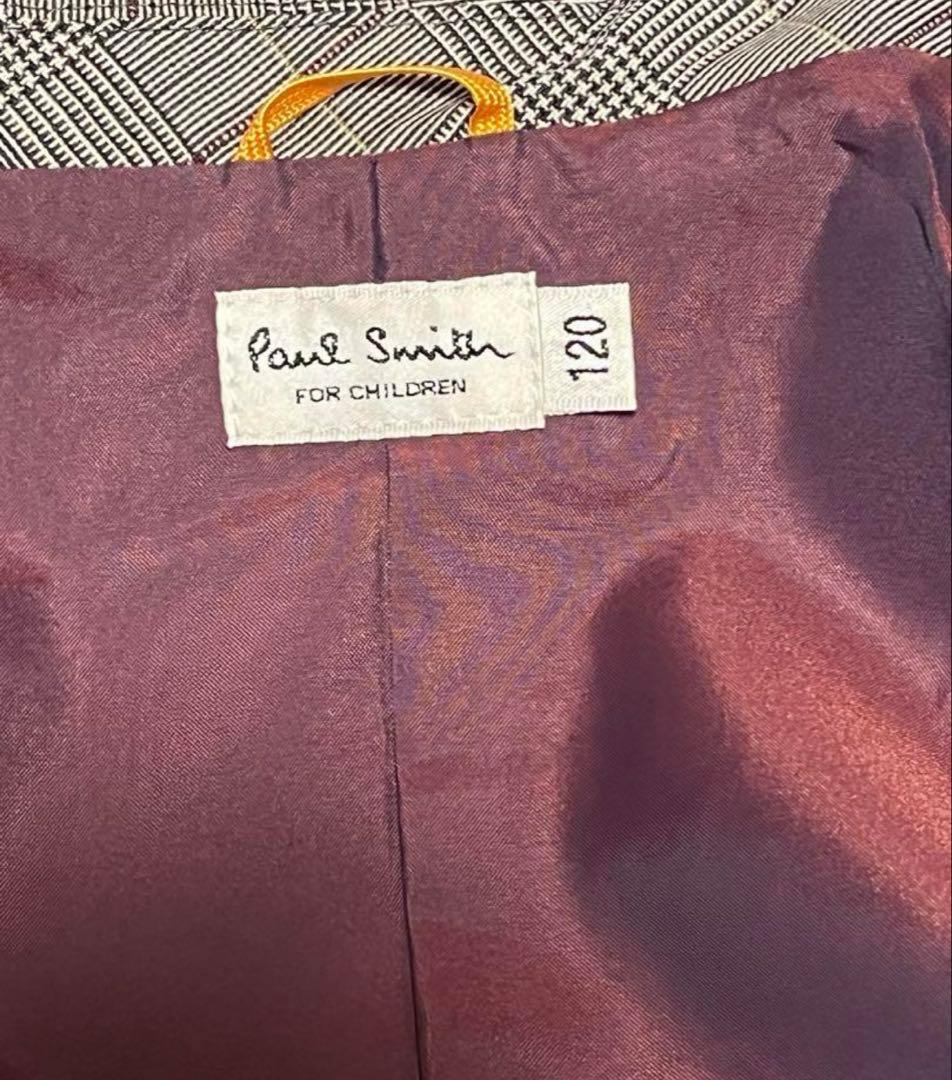 Paul Smith
FOR CHILDREN
120